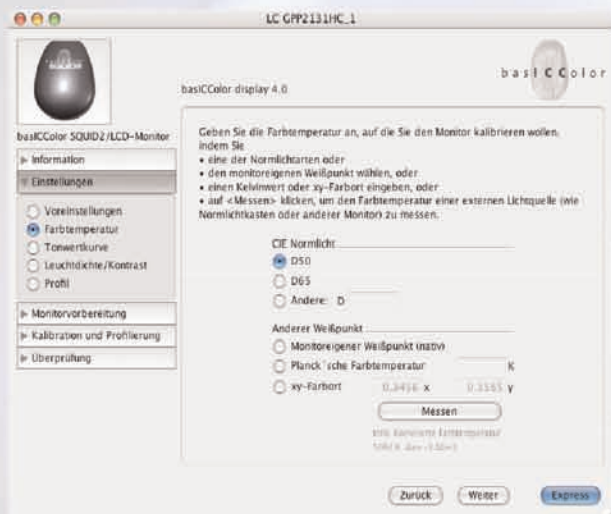 LC GPP2131HC_1
basICColor
basICColor display 4.0
basICColor SQUID2/LCD-Monitor
Information
Einstellungen
Voreinstellungen
Farbtemperatur
Tonwertkurve
Leuchtdichte/Kontrast
Profil
Monitorvorbereitung
Kalibration und Profilierung
Überprüfung
Geben Sie die Farbtemperatur an, auf die Sie den Monitor kalibrieren wollen,
indem Sie
• eine der Normlichtarten oder
• den monitoreigenen Weißpunkt wählen, oder
• einen Kelvinwert oder xy-Farbort eingeben, oder
• auf <Messen> klicken, um den Farbtemperatur einer externen Lichtquelle (wie
Normlichtkasten oder anderer Monitor) zu messen.
CIE Normlicht
D50
D65
Andere: D
Anderer Weißpunkt
Monitoreigener Weißpunkt (nativ)
Planck´sche Farbtemperatur K
xy-Farbort 0.3456 x 0.3585 y
Messen
Farbtemperatur
Zurück Weiter Express